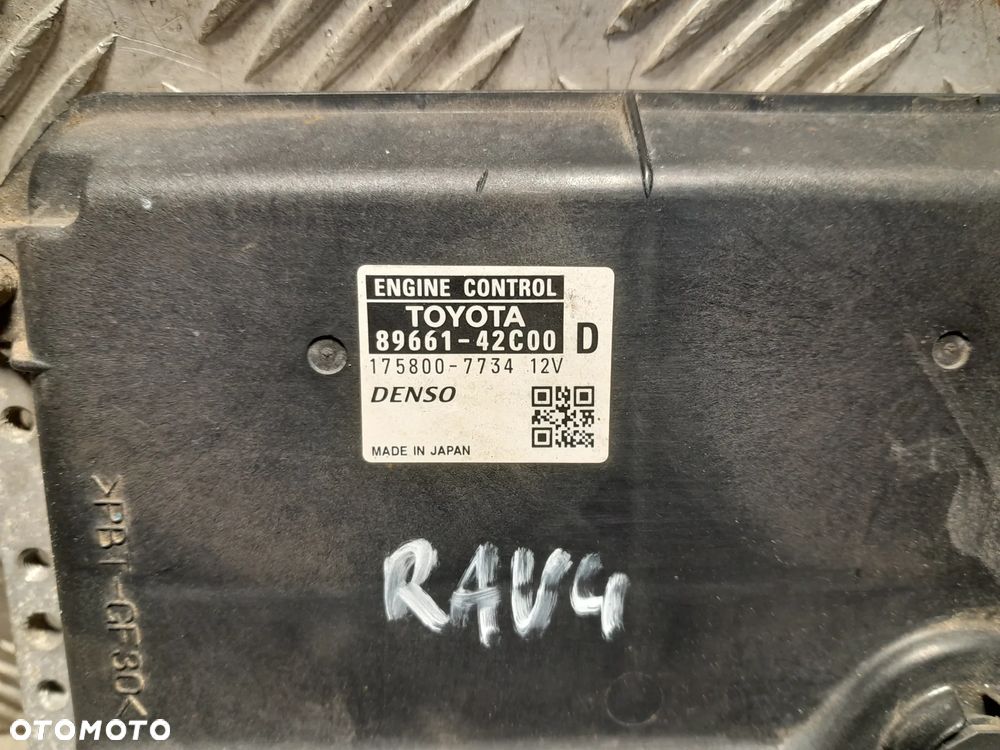 ENGINE CONTROL
TOYOTA
89661-42C00 D
175800-7734 12V
DENSO
MADE IN JAPAN
>PBT-GF30<
RAV4
OTOMOTO